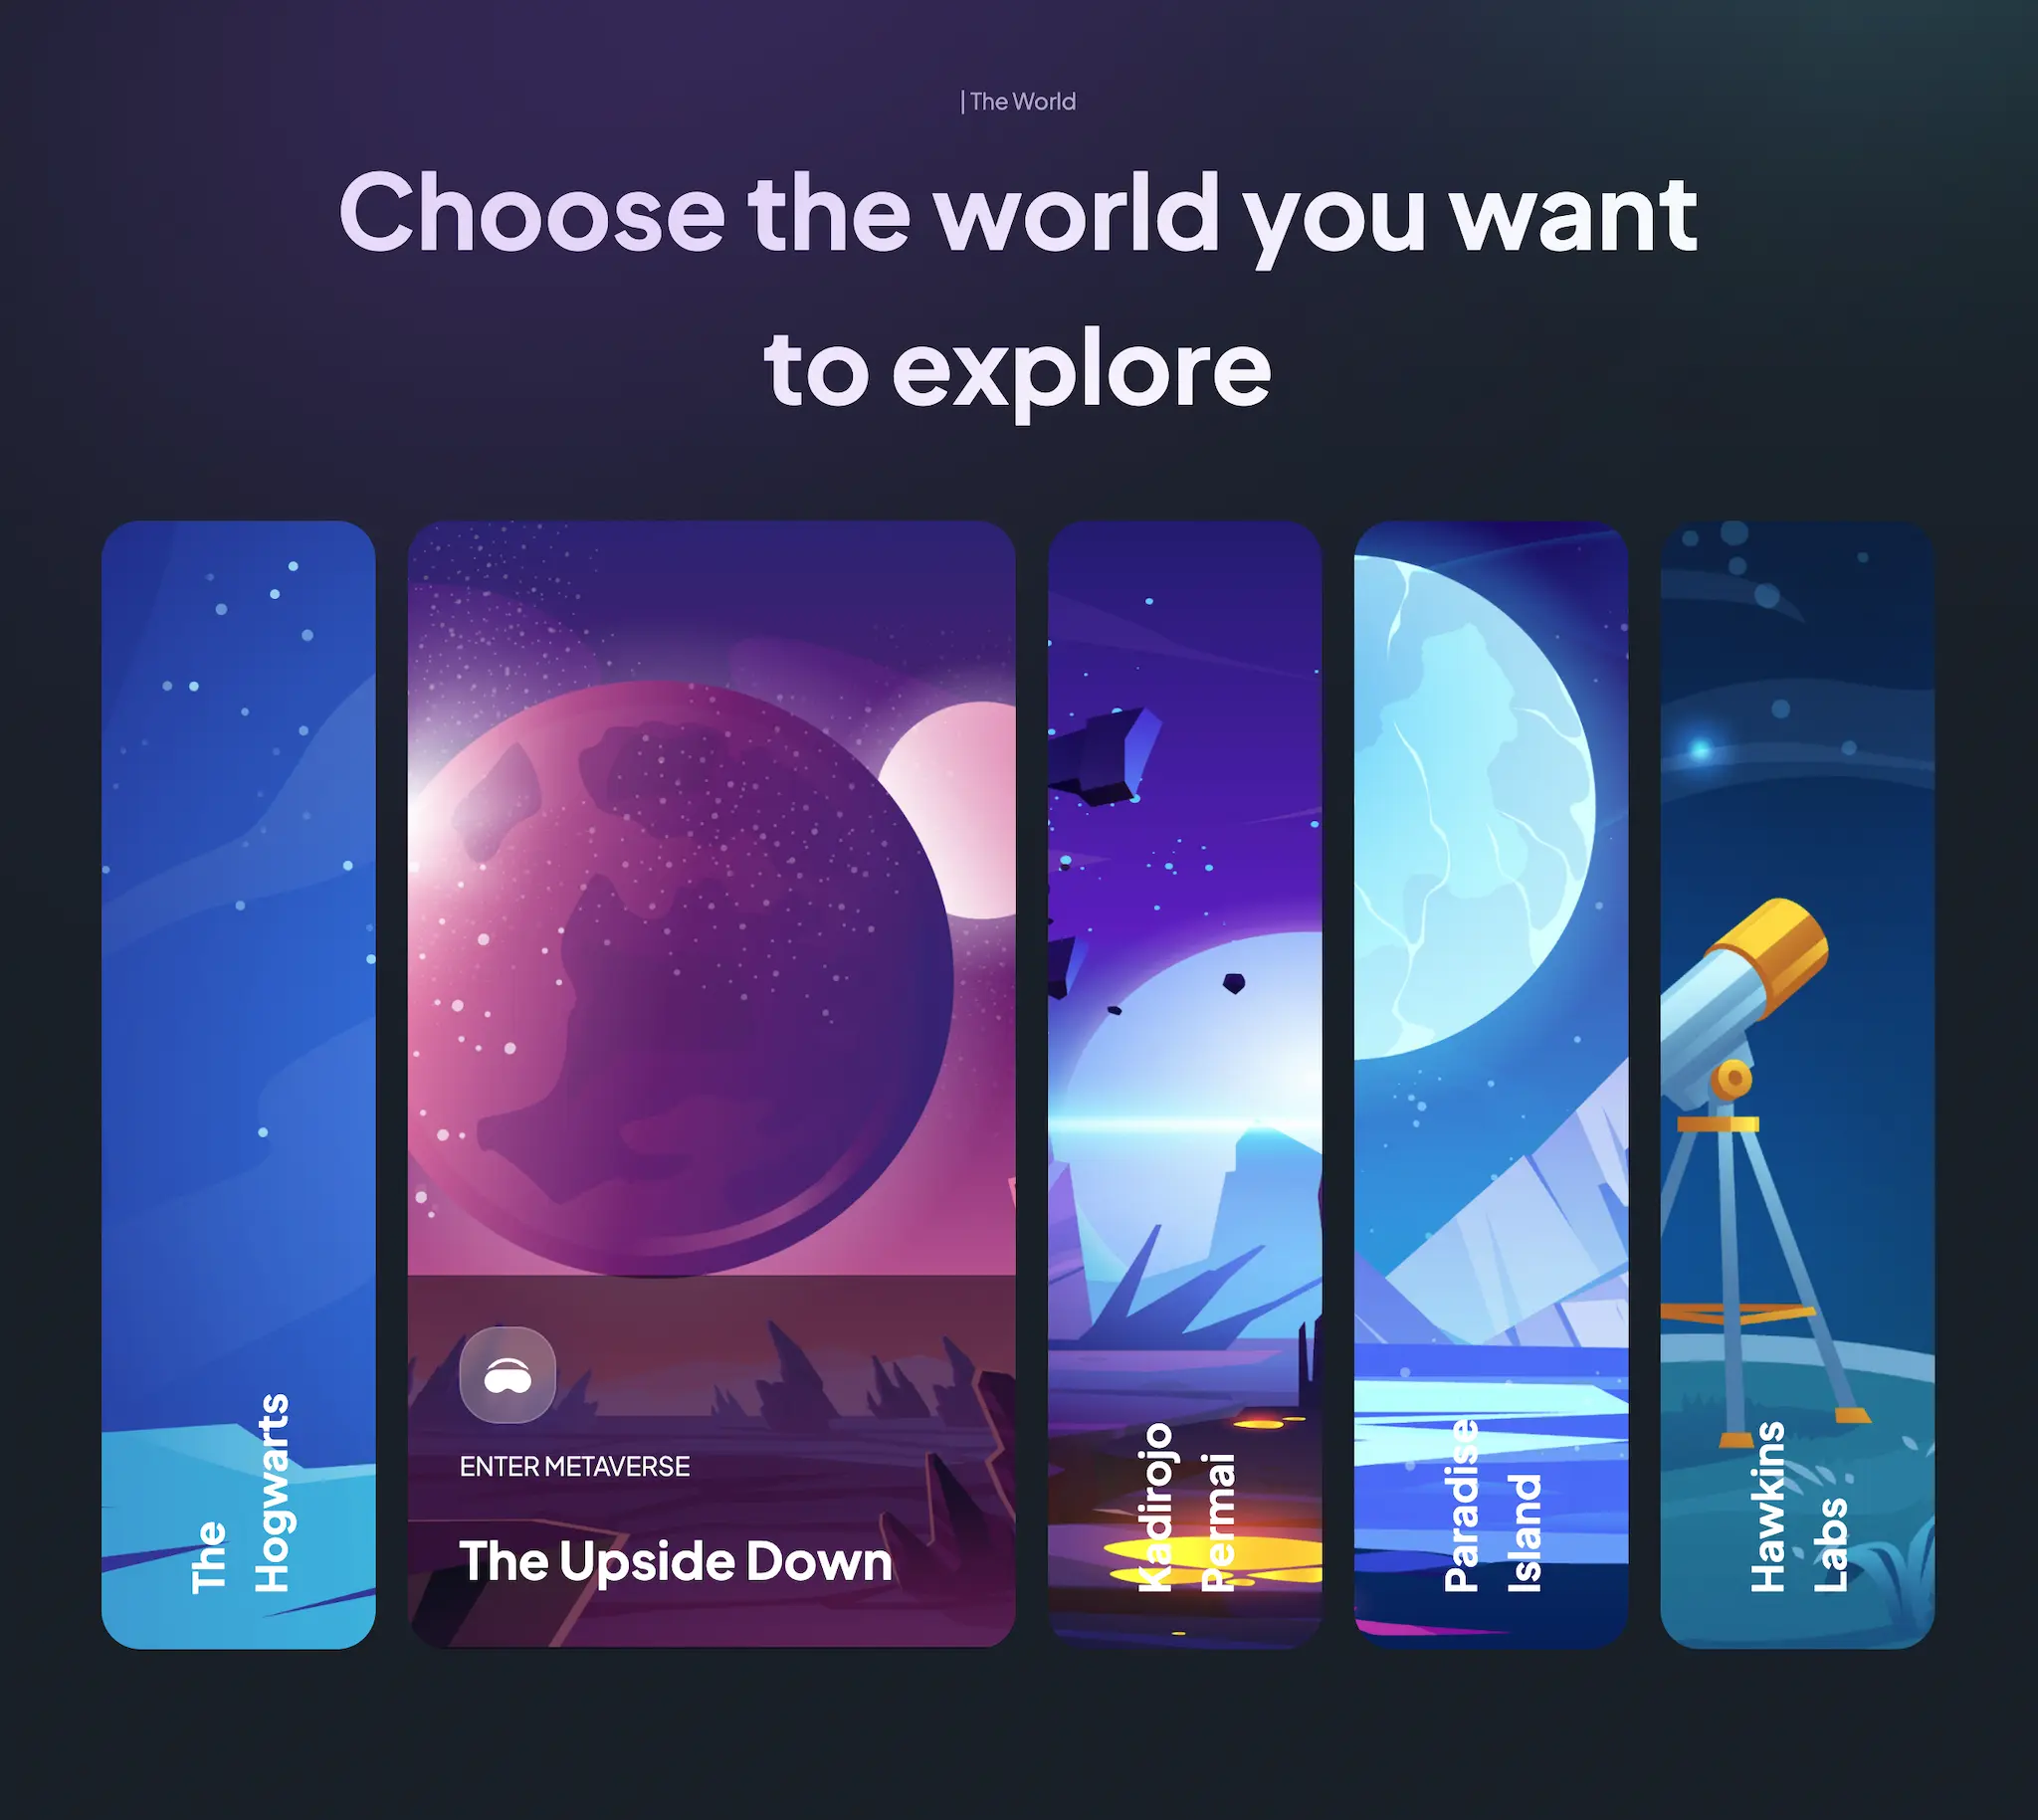 | The World
Choose the world you want
to explore
The
Hogwarts
ENTER METAVERSE
The Upside Down
Kadirojo
Permai
Paradise
Island
Hawkins
Labs